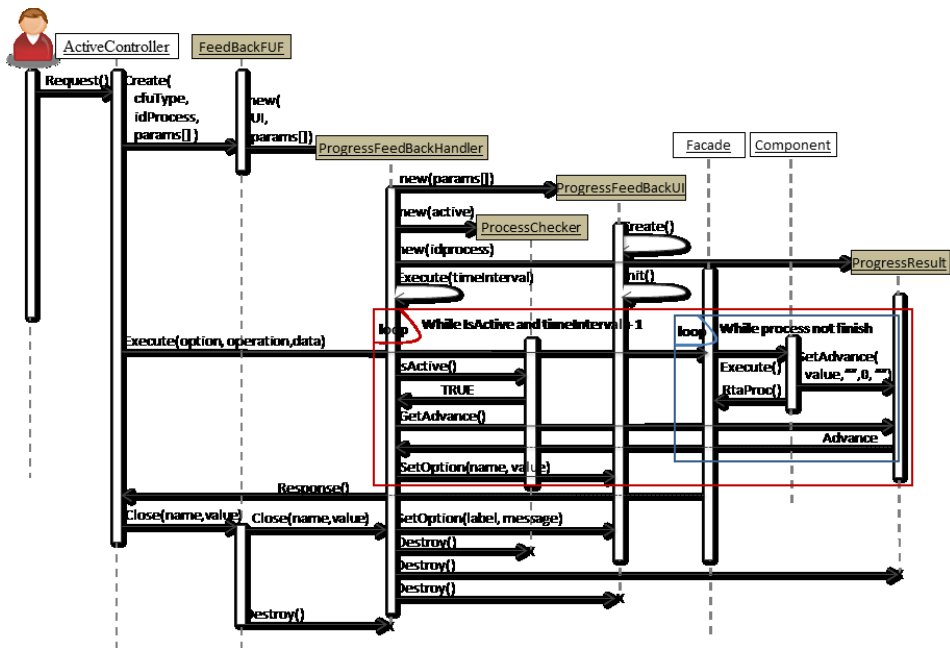 ActiveController
FeedBackFUF
Request()
Create(
cfuType,
idProcess,
params[] )
new(
UI,
params[])
ProgressFeedBackHandler
Facade
Component
new(params[])
ProgressFeedBackUI
new(active)
ProcessChecker
Create()
new(idprocess)
ProgressResult
Execute(timeInterval)
Init()
loop
While IsActive and timeInterval
loop
While process not finish
Execute(option, operation,data)
SetAdvance(
value,"",0, "")
Execute()
IsActive()
TRUE
RtaProc()
GetAdvance()
Advance
SetOption(name, value)
Response()
Close(name,value)
Close(name,value)
SetOption(label, message)
Destroy()
X
Destroy()
X
Destroy()
X
Destroy()
X